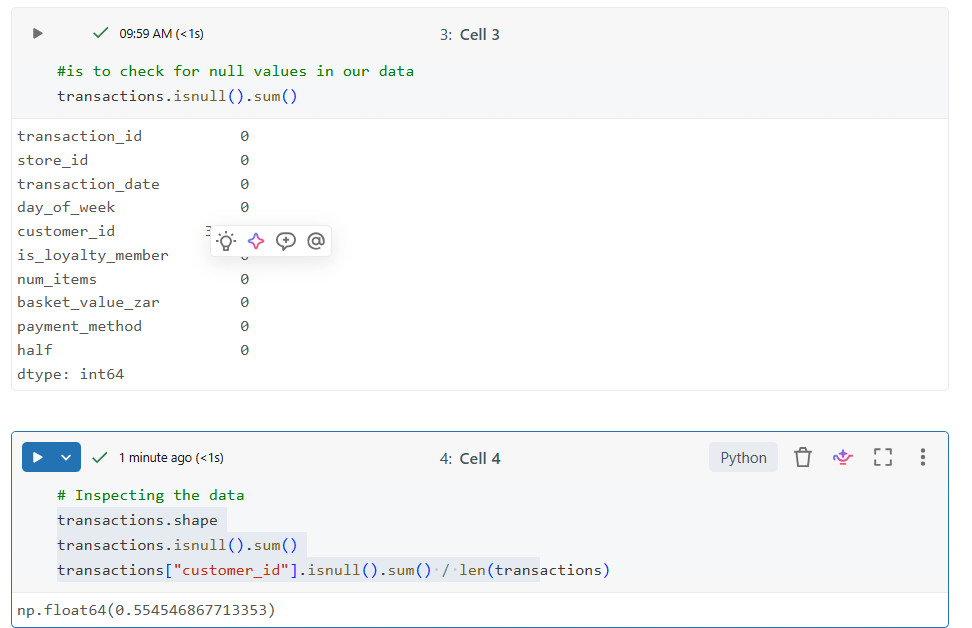 09:59 AM (<1s)
3: Cell 3
#is to check for null values in our data
transactions.isnull().sum()
transaction_id 0
store_id 0
transaction_date 0
day_of_week 0
customer_id
is_loyalty_member
num_items 0
basket_value_zar 0
payment_method 0
half 0
dtype: int64
1 minute ago (<1s)
4: Cell 4
Python
# Inspecting the data
transactions.shape
transactions.isnull().sum()
transactions["customer_id"].isnull().sum() / len(transactions)
np.float64(0.554546867713353)